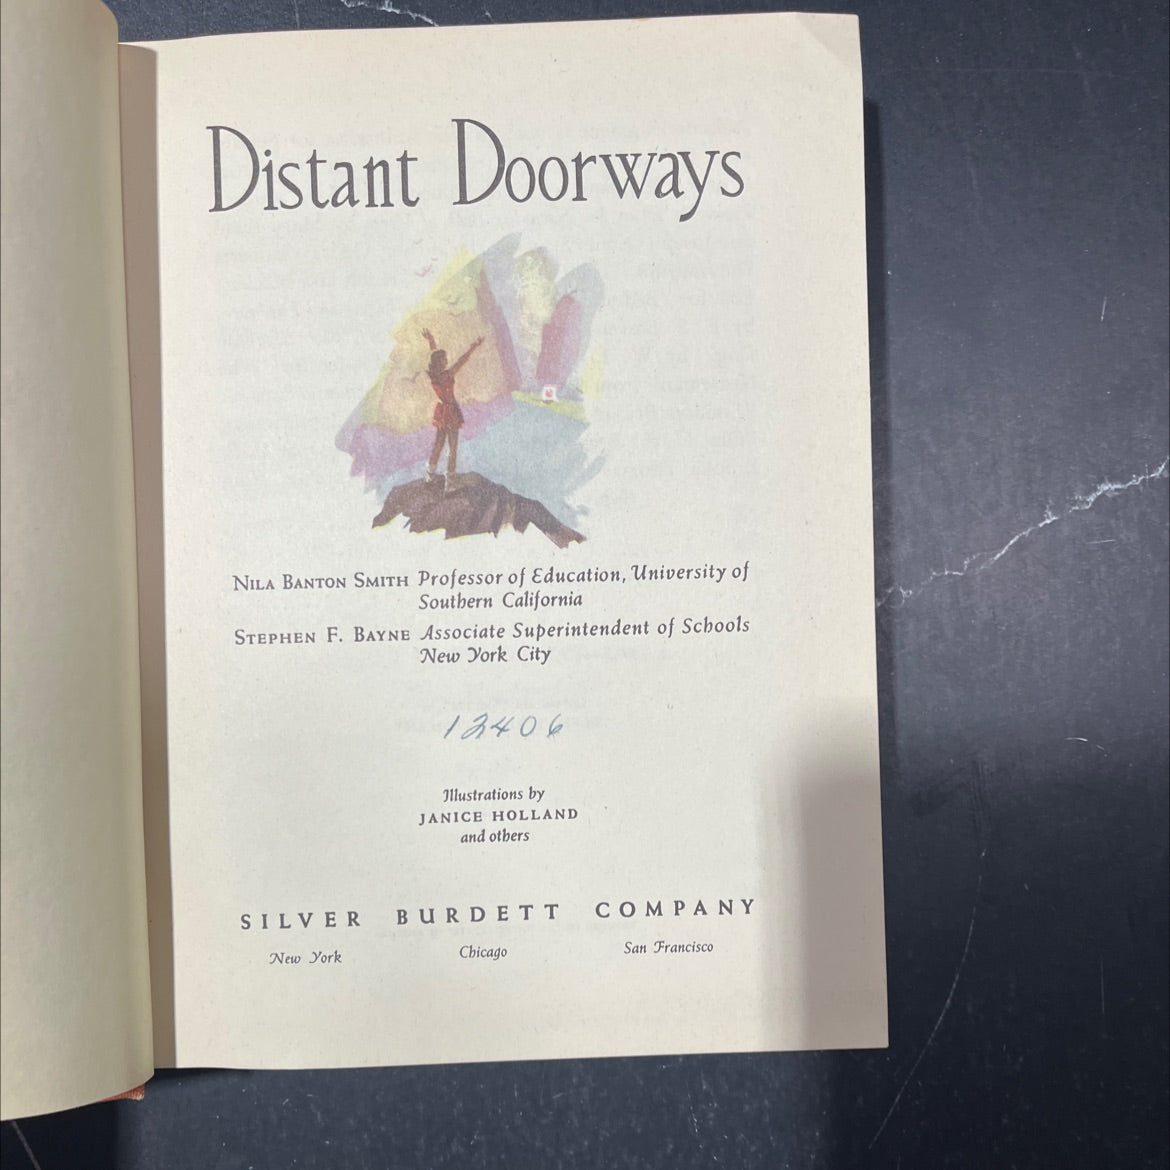 Distant Doorways
NILA BANTON SMITH Professor of Education, University of
Southern California
STEPHEN F. BAYNE Associate Superintendent of Schools
New York City
12406
Illustrations by
JANICE HOLLAND
and others
SILVER BURDETT COMPANY
New York Chicago San Francisco